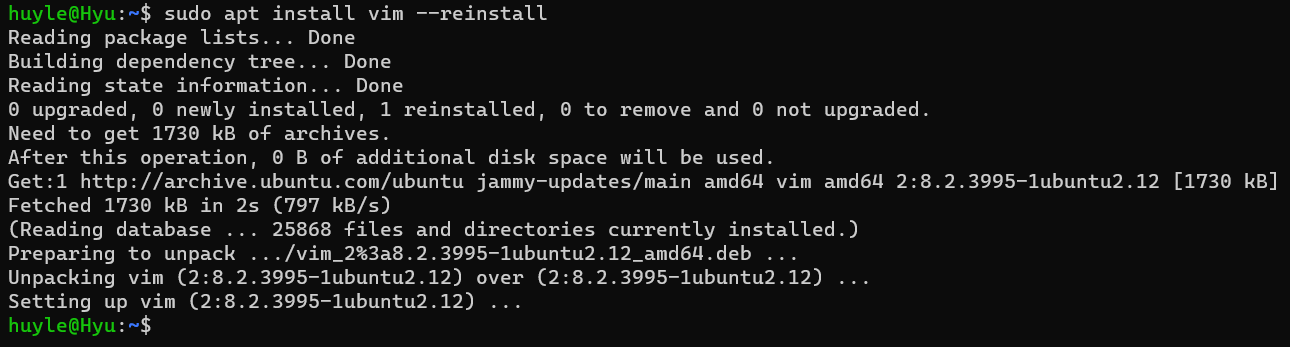 huyle@Hyu:~$ sudo apt install vim --reinstall
Reading package lists... Done
Building dependency tree... Done
Reading state information... Done
0 upgraded, 0 newly installed, 1 reinstalled, 0 to remove and 0 not upgraded.
Need to get 1730 kB of archives.
After this operation, 0 B of additional disk space will be used.
Get:1 http://archive.ubuntu.com/ubuntu jammy-updates/main amd64 vim amd64 2:8.2.3995-1ubuntu2.12 [1730 kB]
Fetched 1730 kB in 2s (797 kB/s)
(Reading database ... 25868 files and directories currently installed.)
Preparing to unpack .../vim_2%3a8.2.3995-1ubuntu2.12_amd64.deb ...
Unpacking vim (2:8.2.3995-1ubuntu2.12) over (2:8.2.3995-1ubuntu2.12) ...
Setting up vim (2:8.2.3995-1ubuntu2.12) ...
huyle@Hyu:~$